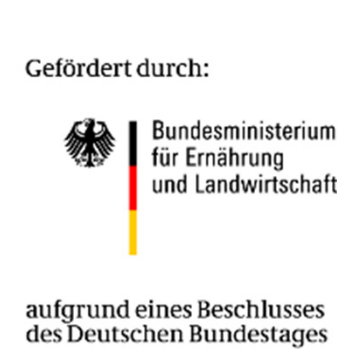 Gefördert durch:
Bundesministerium
für Ernährung
und Landwirtschaft
aufgrund eines Beschlusses
des Deutschen Bundestages